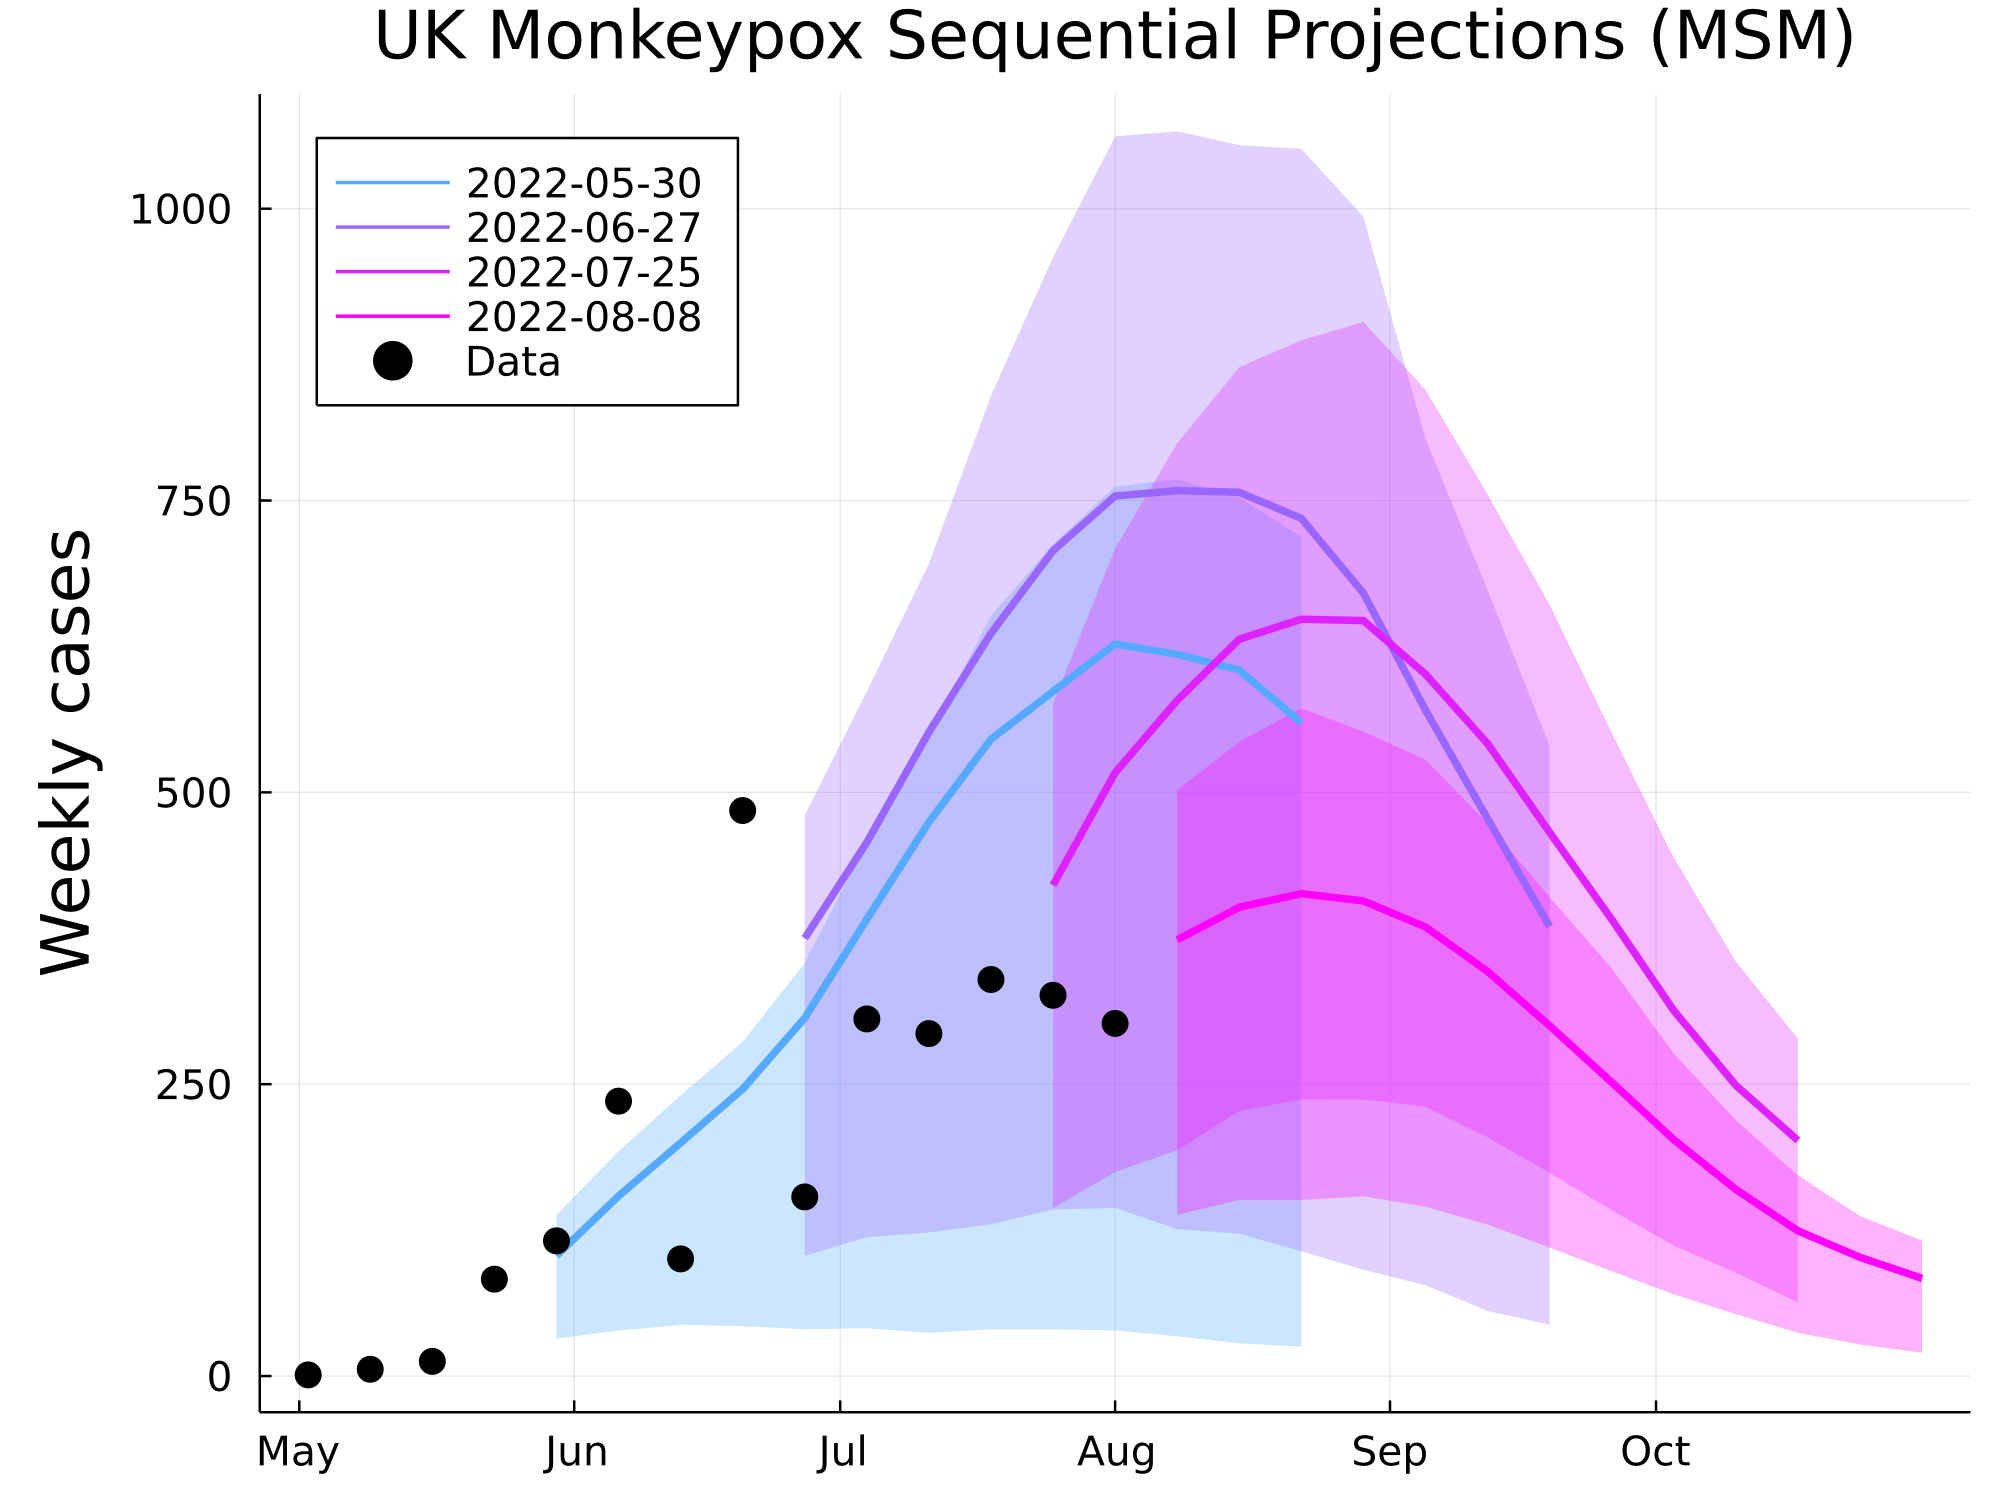 UK Monkeypox Sequential Projections (MSM)
2022-05-30
2022-06-27
2022-07-25
2022-08-08
Data
Weekly cases
1000
750
500
250
0
May Jun Jul Aug Sep Oct